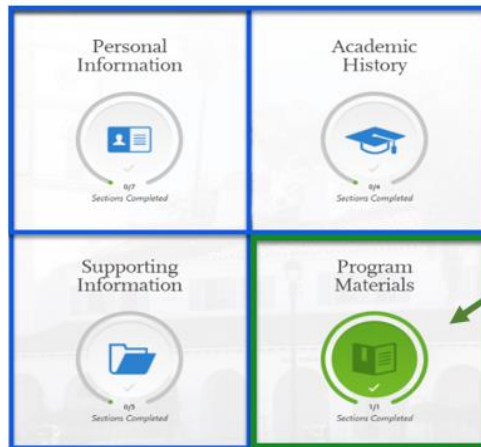 Personal
Information
0/7
Sections Completed
Academic
History
0/4
Sections Completed
Supporting
Information
0/5
Sections Completed
Program
Materials
1/1
Sections Completed